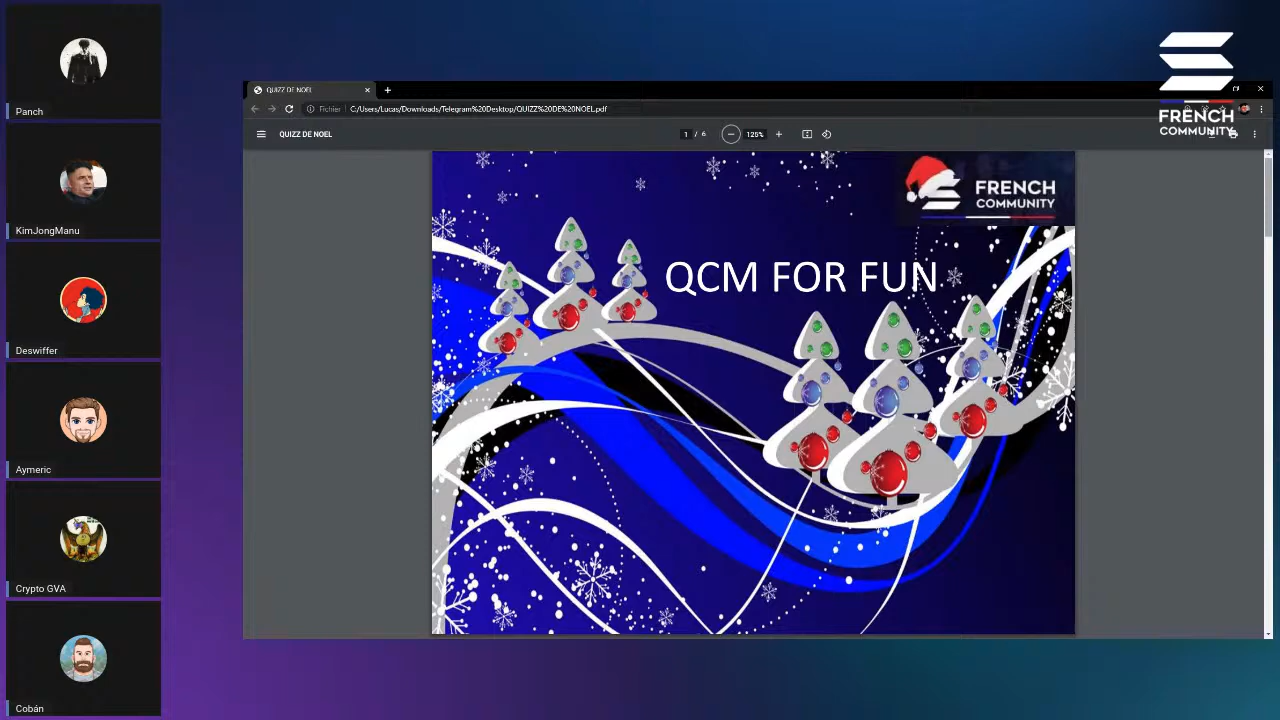 Panch
KimJongManu
Deswiffer
Aymeric
Crypto GVA
Cobán
QUIZZ DE NOEL
Fichier
C:/Users/Lucas/Downloads/Telegram%20Desktop/QUIZZ%20DE%20NOEL.pdf
QUIZZ DE NOEL
1 / 6
125%
FRENCH
COMMUNITY
FRENCH
COMMUNITY
QCM FOR FUN